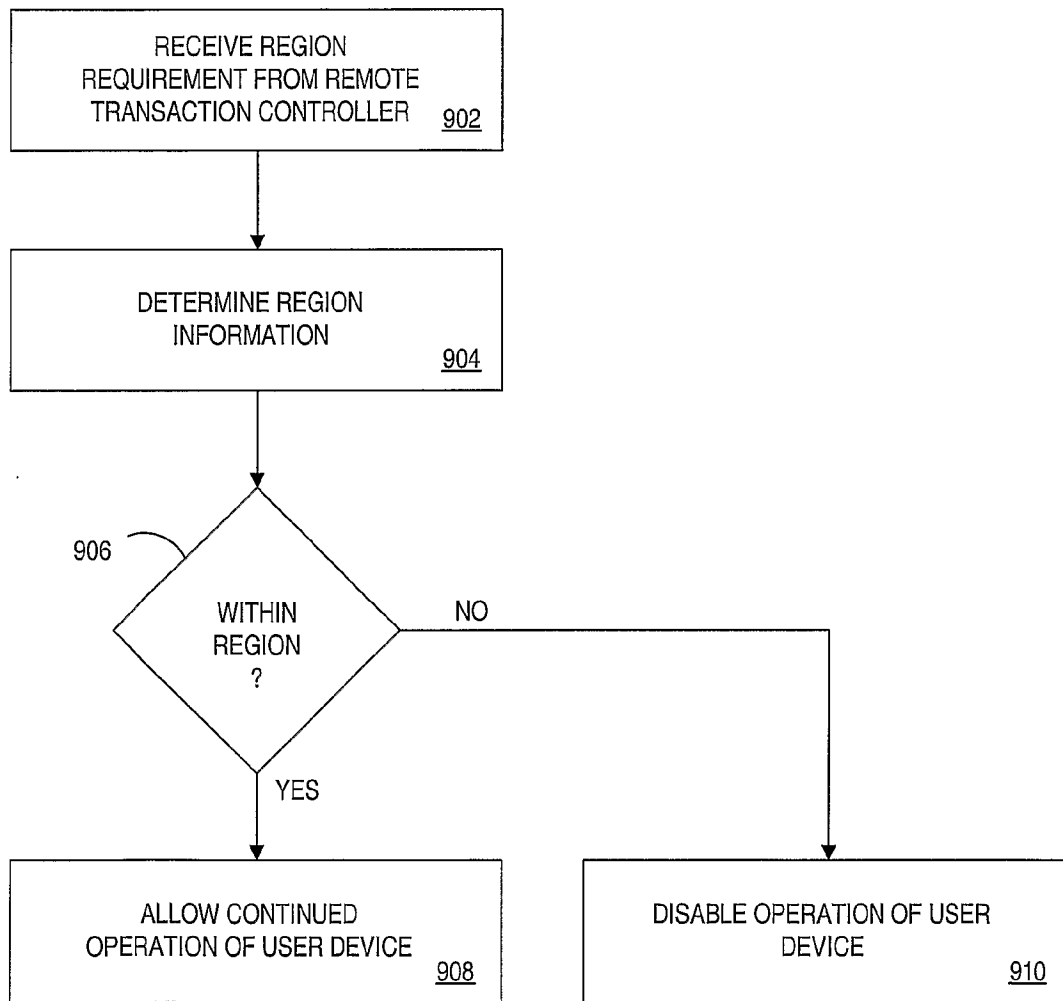 RECEIVE REGION
REQUIREMENT FROM REMOTE
TRANSACTION CONTROLLER
902
DETERMINE REGION
INFORMATION
904
906
WITHIN
REGION
?
NO
YES
ALLOW CONTINUED
OPERATION OF USER DEVICE
908
DISABLE OPERATION OF USER
DEVICE
910